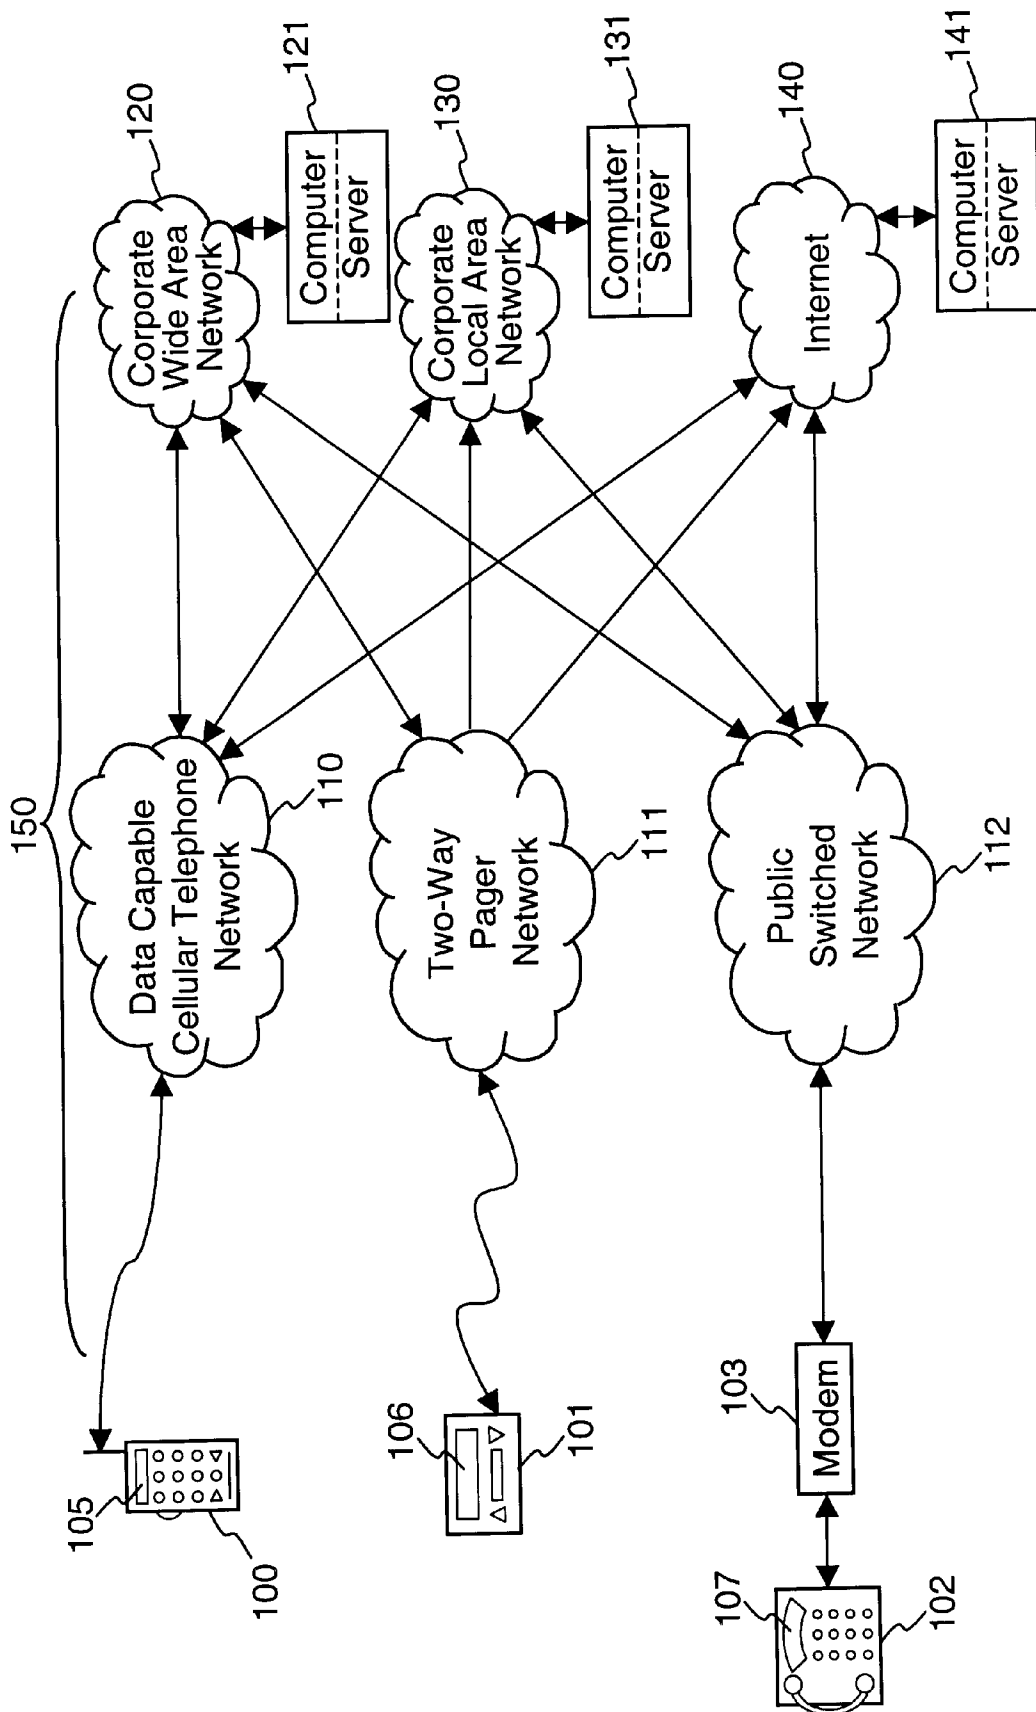 150
105
100
Data Capable
Cellular Telephone
Network
110
Corporate
Wide Area
Network
120
Computer
Server
121
106
101
Two-Way
Pager
Network
111
Corporate
Local Area
Network
130
Computer
Server
131
107
102
Modem
103
Public
Switched
Network
112
Internet
140
Computer
Server
141